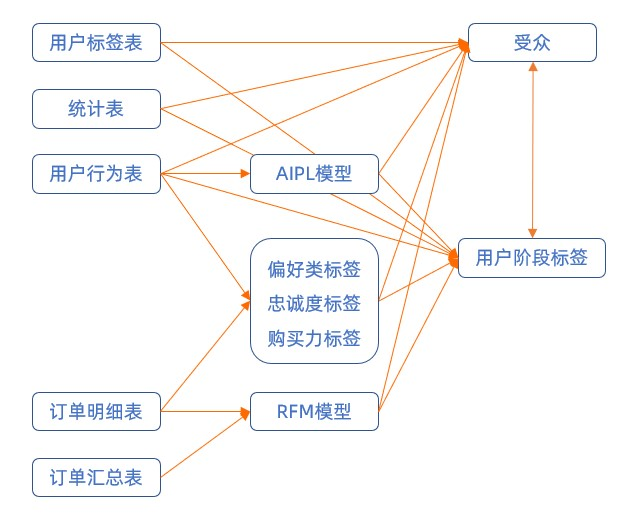 用户标签表
受众
统计表
用户行为表
AIPL模型
用户阶段标签
偏好类标签
忠诚度标签
购买力标签
订单明细表
RFM模型
订单汇总表